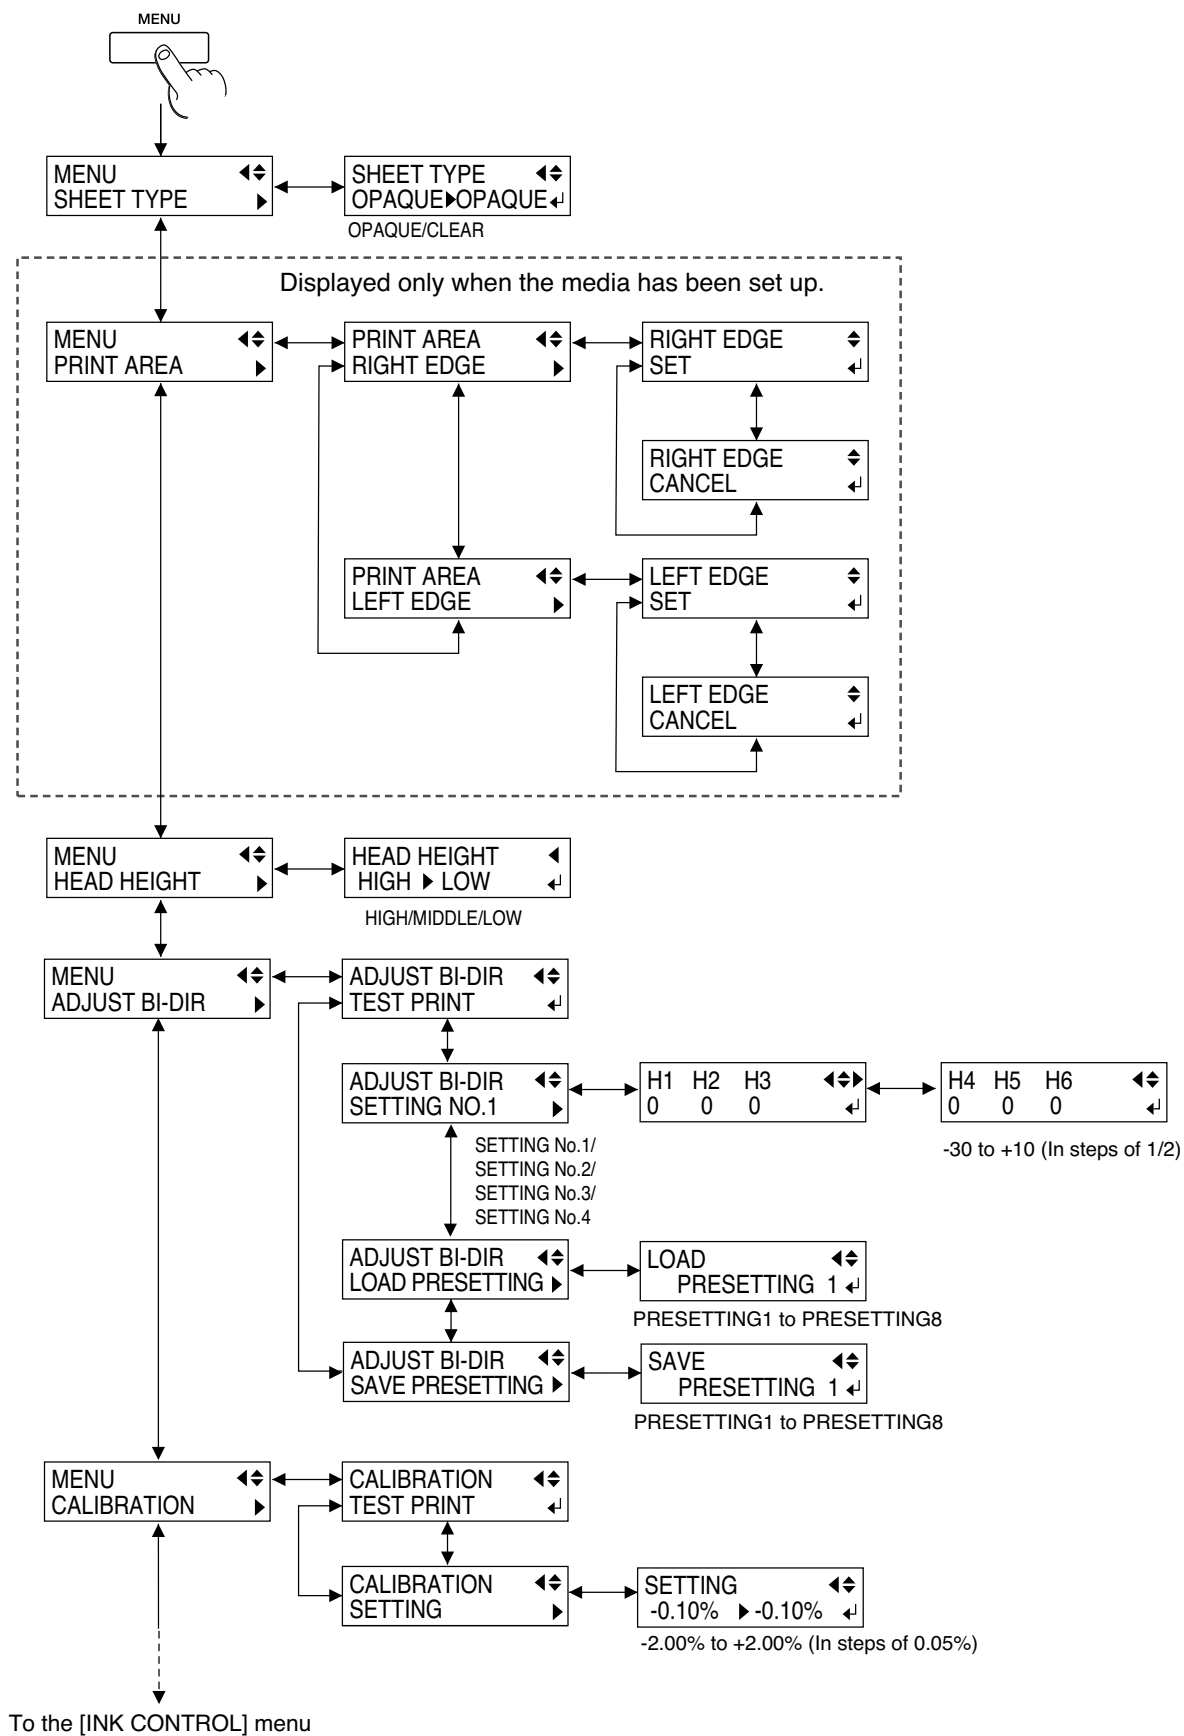 MENU
MENU
SHEET TYPE
SHEET TYPE
OPAQUE▶OPAQUE
OPAQUE/CLEAR
Displayed only when the media has been set up.
MENU
PRINT AREA
PRINT AREA
RIGHT EDGE
RIGHT EDGE
SET
RIGHT EDGE
CANCEL
PRINT AREA
LEFT EDGE
LEFT EDGE
SET
LEFT EDGE
CANCEL
MENU
HEAD HEIGHT
HEAD HEIGHT
HIGH ▶ LOW
HIGH/MIDDLE/LOW
MENU
ADJUST BI-DIR
ADJUST BI-DIR
TEST PRINT
ADJUST BI-DIR
SETTING NO.1
H1 H2 H3
0 0 0
H4 H5 H6
0 0 0
-30 to +10 (In steps of 1/2)
SETTING No.1/
SETTING No.2/
SETTING No.3/
SETTING No.4
ADJUST BI-DIR
LOAD PRESETTING
LOAD
PRESETTING 1
PRESETTING1 to PRESETTING8
ADJUST BI-DIR
SAVE PRESETTING
SAVE
PRESETTING 1
PRESETTING1 to PRESETTING8
MENU
CALIBRATION
CALIBRATION
TEST PRINT
CALIBRATION
SETTING
SETTING
-0.10% ▶ -0.10%
-2.00% to +2.00% (In steps of 0.05%)
To the [INK CONTROL] menu